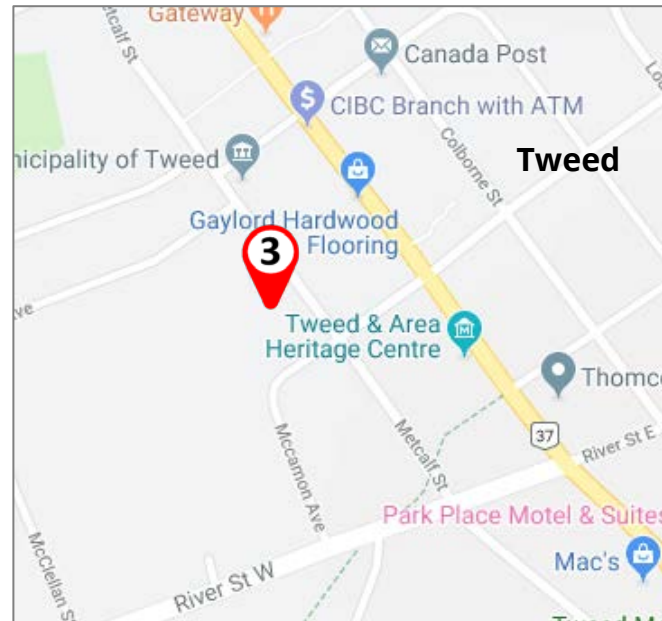 Gateway
Metcalf St
Canada Post
CIBC Branch with ATM
Colborne St
Tweed
nicipality of Tweed
Gaylord Hardwood
Flooring
3
ve
Tweed & Area
Heritage Centre
Thomco
37
Mccamon Ave
Metcalf St
River St E
Park Place Motel & Suites
Mac's
McClellan St
River St W